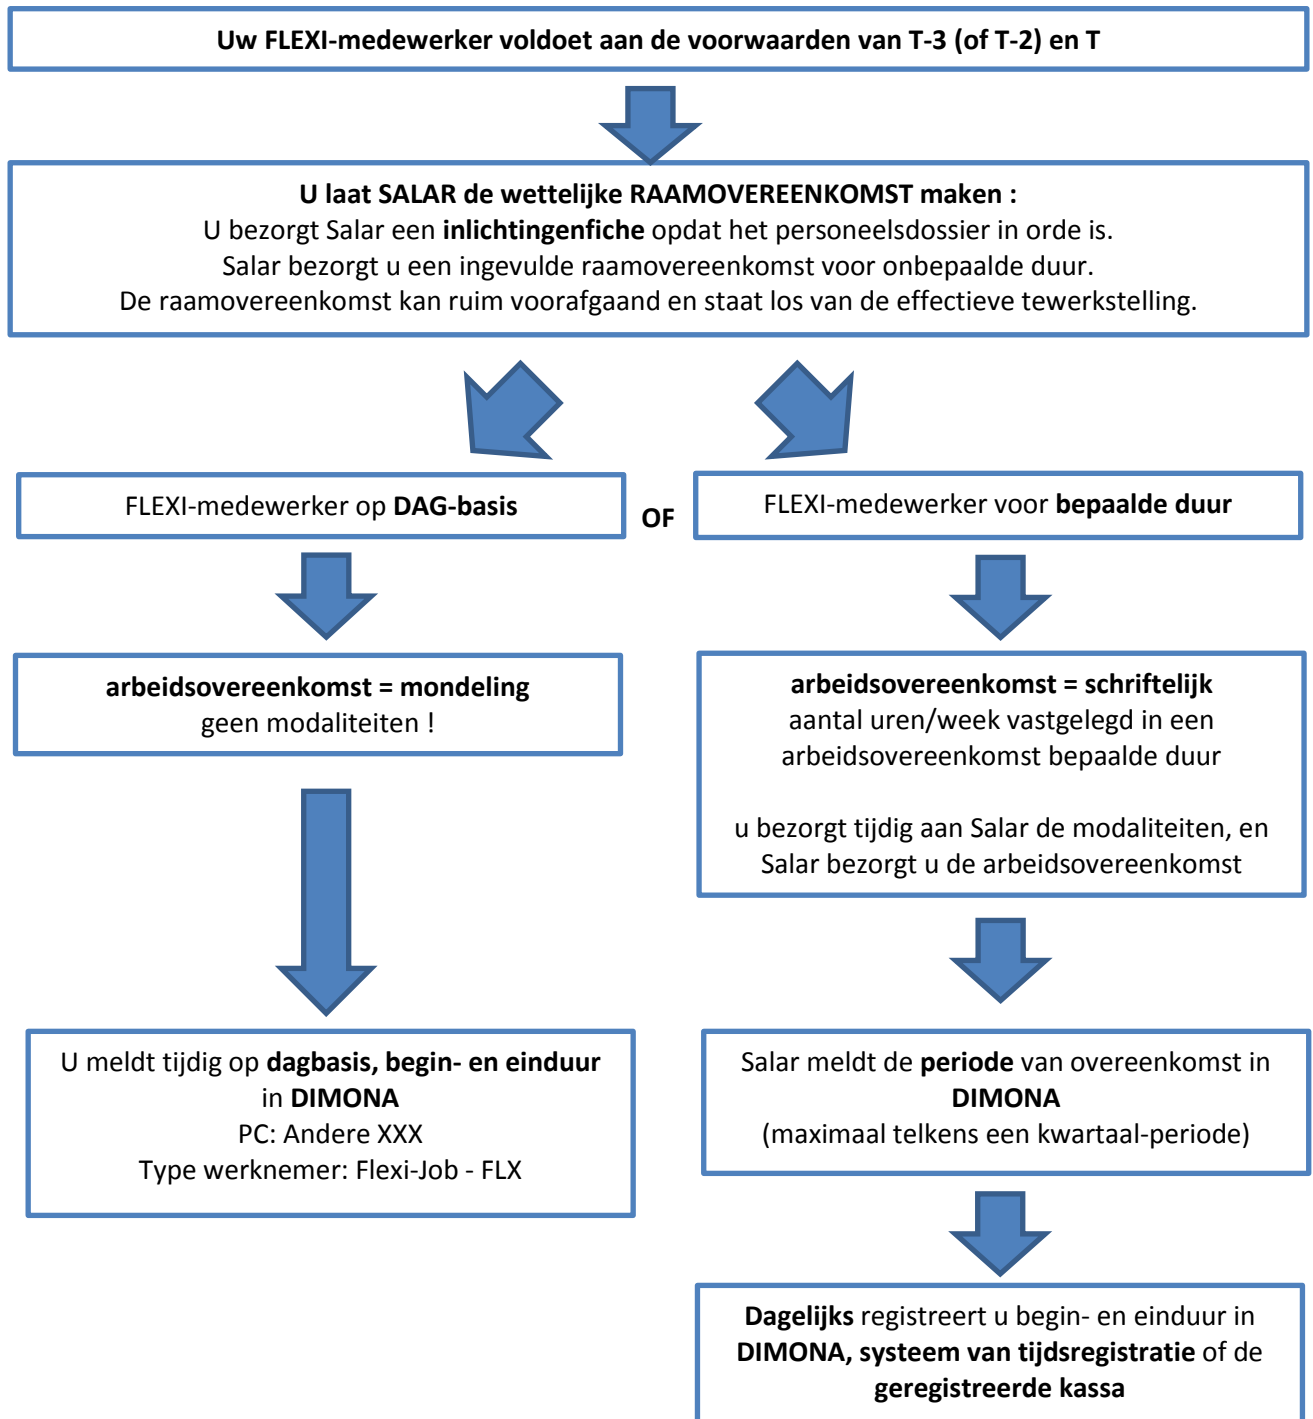 Uw FLEXI-medewerker voldoet aan de voorwaarden van T-3 (of T-2) en T
U laat SALAR de wettelijke RAAMOVEREENKOMST maken :
U bezorgt Salar een inlichtingenfiche opdat het personeelsdossier in orde is.
Salar bezorgt u een ingevulde raamovereenkomst voor onbepaalde duur.
De raamovereenkomst kan ruim voorafgaand en staat los van de effectieve tewerkstelling.
FLEXI-medewerker op DAG-basis
OF
FLEXI-medewerker voor bepaalde duur
arbeidsovereenkomst = mondeling
geen modaliteiten !
arbeidsovereenkomst = schriftelijk
aantal uren/week vastgelegd in een
arbeidsovereenkomst bepaalde duur
u bezorgt tijdig aan Salar de modaliteiten, en
Salar bezorgt u de arbeidsovereenkomst
U meldt tijdig op dagbasis, begin- en einduur
in DIMONA
PC: Andere XXX
Type werknemer: Flexi-Job - FLX
Salar meldt de periode van overeenkomst in
DIMONA
(maximaal telkens een kwartaal-periode)
Dagelijks registreert u begin- en einduur in
DIMONA, systeem van tijdsregistratie of de
geregistreerde kassa